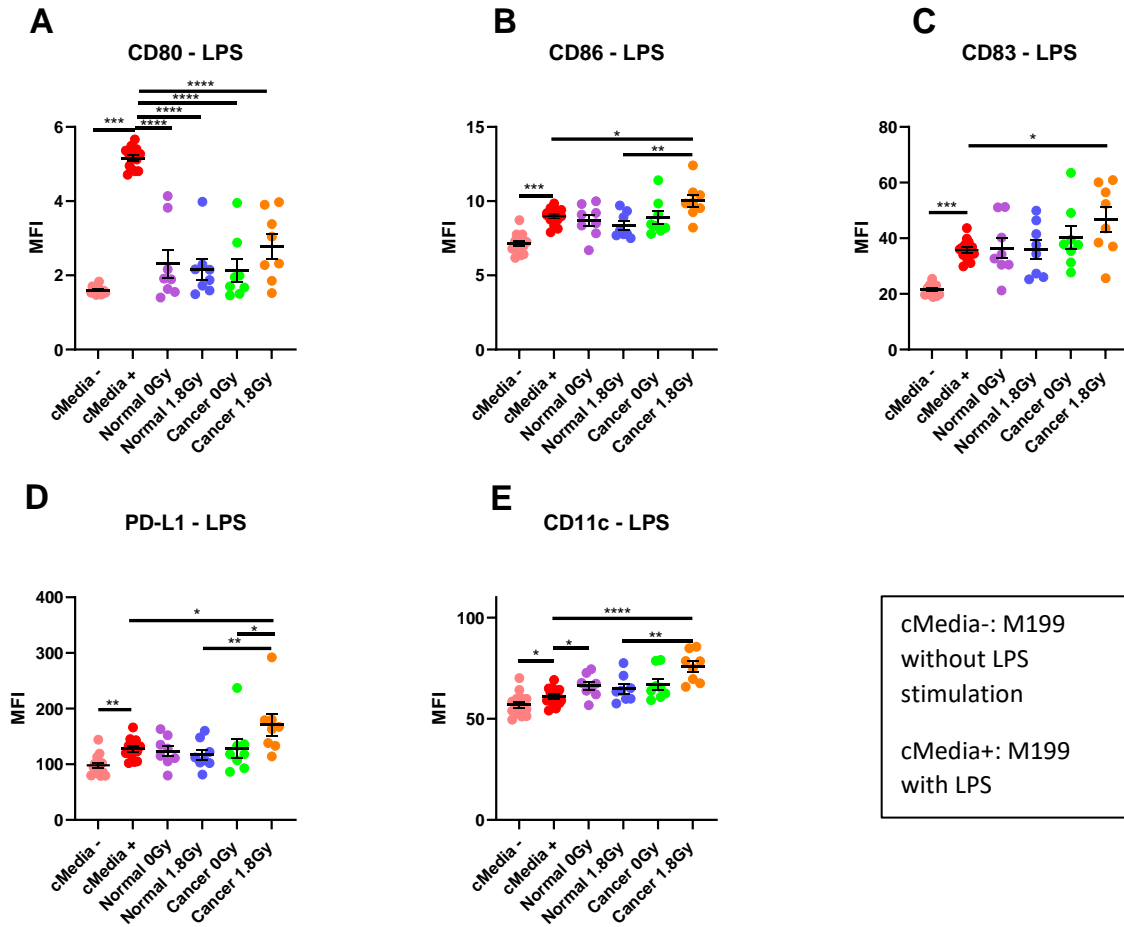 A
CD80 - LPS
****
****
****
***
****
6
4
2
0
MFI
cMedia -
cMedia +
Normal 0Gy
Normal 1.8Gy
Cancer 0Gy
Cancer 1.8Gy
B
CD86 - LPS
*
**
***
15
10
5
0
MFI
cMedia -
cMedia +
Normal 0Gy
Normal 1.8Gy
Cancer 0Gy
Cancer 1.8Gy
C
CD83 - LPS
*
***
80
60
40
20
0
MFI
cMedia -
cMedia +
Normal 0Gy
Normal 1.8Gy
Cancer 0Gy
Cancer 1.8Gy
D
PD-L1 - LPS
*
*
**
**
400
300
200
100
0
MFI
cMedia -
cMedia +
Normal 0Gy
Normal 1.8Gy
Cancer 0Gy
Cancer 1.8Gy
E
CD11c - LPS
****
*
**
*
100
50
0
MFI
cMedia -
cMedia +
Normal 0Gy
Normal 1.8Gy
Cancer 0Gy
Cancer 1.8Gy
cMedia-: M199
without LPS
stimulation
cMedia+: M199
with LPS